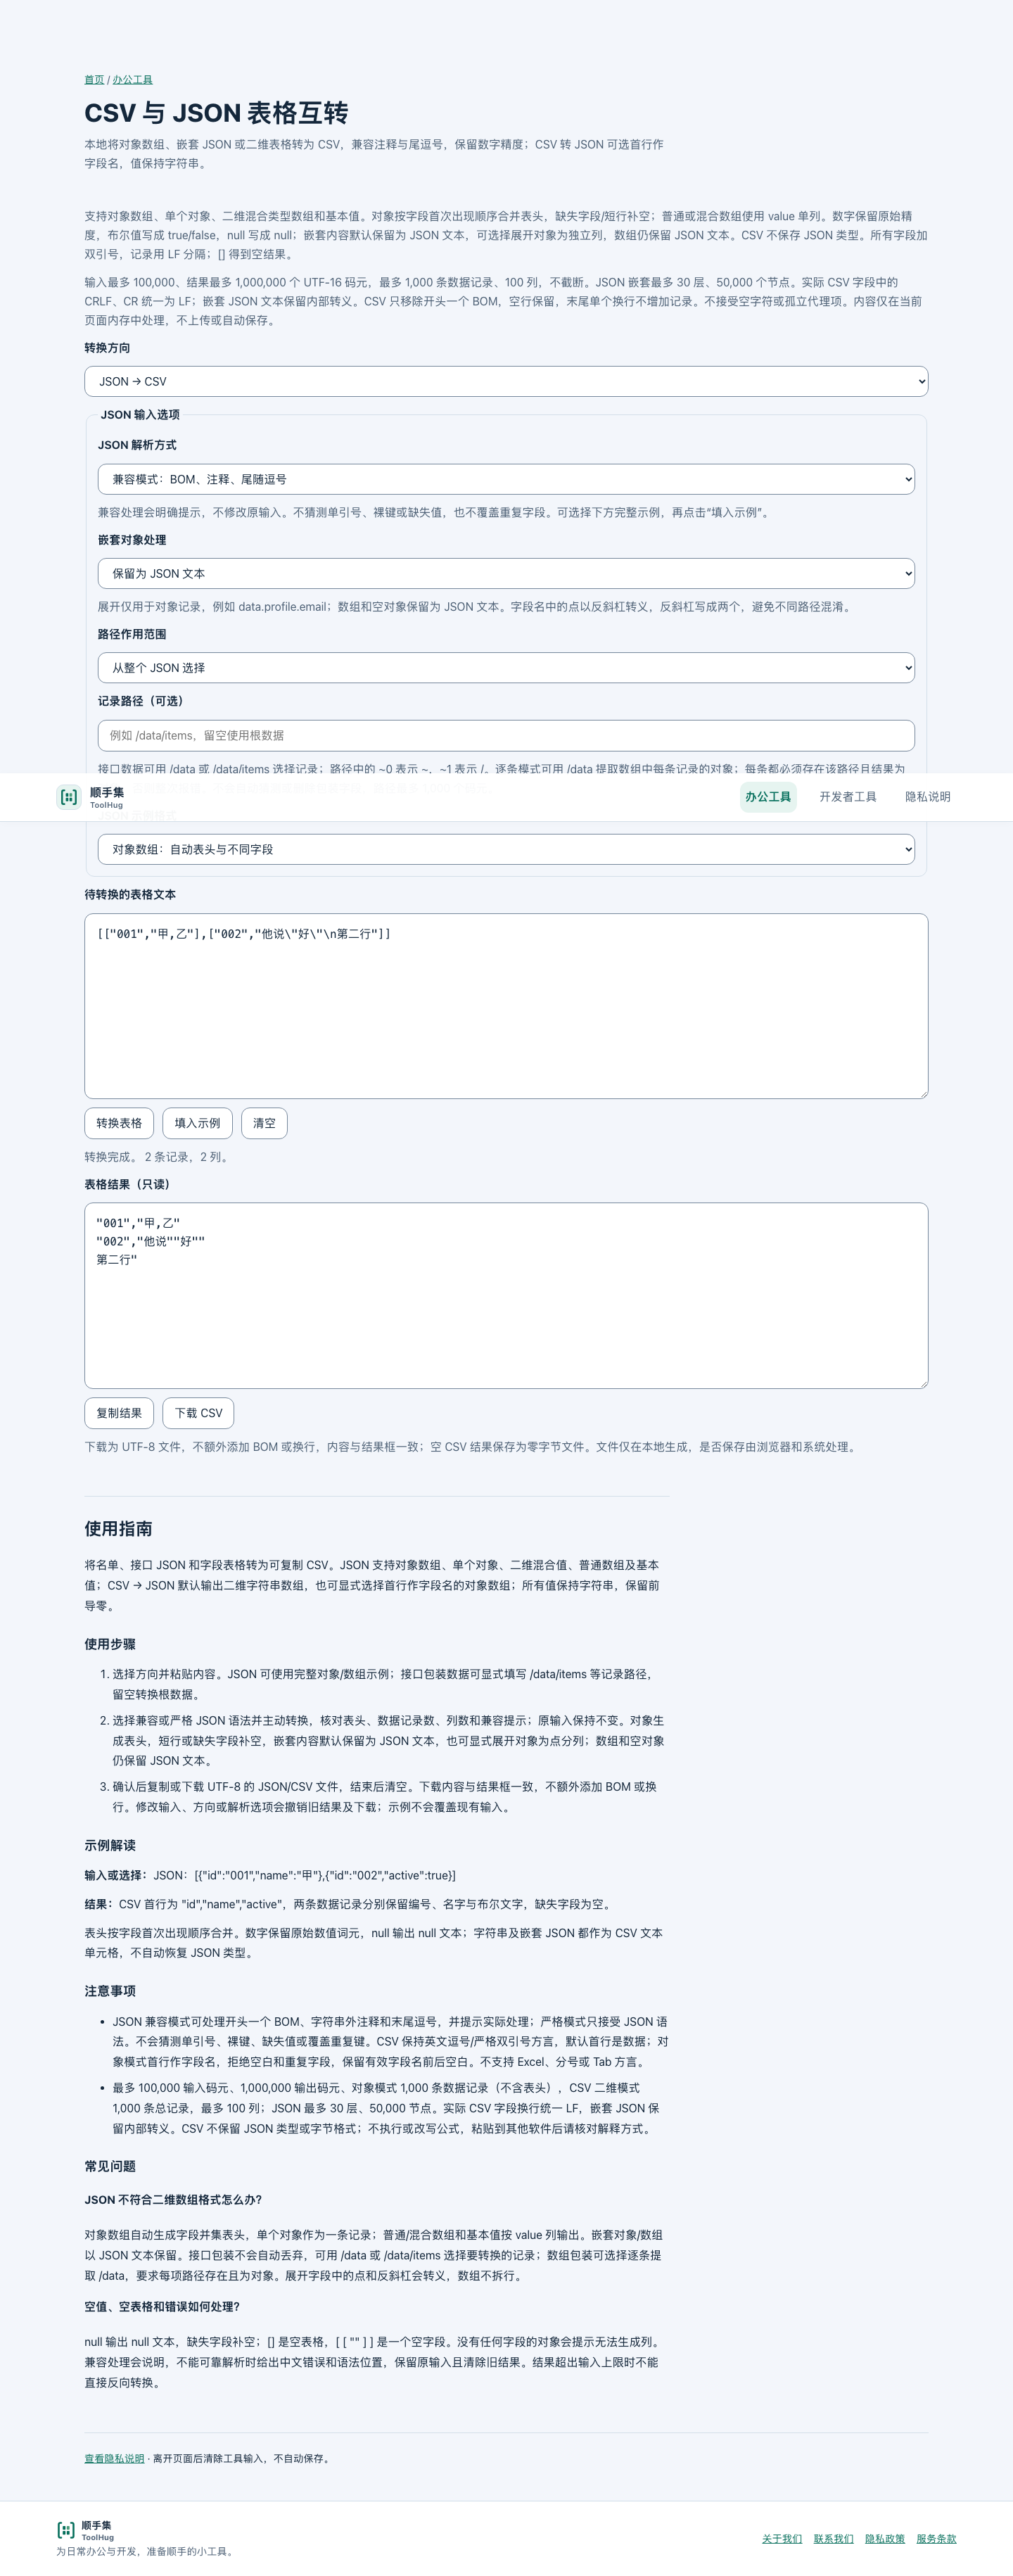 首页 / 办公工具
CSV 与 JSON 表格互转
本地将对象数组、嵌套 JSON 或二维表格转为 CSV，兼容注释与尾逗号，保留数字精度；CSV 转 JSON 可选首行作
字段名，值保持字符串。
支持对象数组、单个对象、二维混合类型数组和基本值。对象按字段首次出现顺序合并表头，缺失字段/短行补空；普通或混合数组使用 value 单列。数字保留原始精
度，布尔值写成 true/false，null 写成 null；嵌套内容默认保留为 JSON 文本，可选择展开对象为独立列，数组仍保留 JSON 文本。CSV 不保存 JSON 类型。所有字段加
双引号，记录用 LF 分隔；[] 得到空结果。
输入最多 100,000、结果最多 1,000,000 个 UTF-16 码元，最多 1,000 条数据记录、100 列，不截断。JSON 嵌套最多 30 层、50,000 个节点。实际 CSV 字段中的
CRLF、CR 统一为 LF；嵌套 JSON 文本保留内部转义。CSV 只移除开头一个 BOM，空行保留，末尾单个换行不增加记录。不接受空字符或孤立代理项。内容仅在当前
页面内存中处理，不上传或自动保存。
转换方向
JSON → CSV
JSON 输入选项
JSON 解析方式
兼容模式：BOM、注释、尾随逗号
兼容处理会明确提示，不修改原输入。不猜测单引号、裸键或缺失值，也不覆盖重复字段。可选择下方完整示例，再点击“填入示例”。
嵌套对象处理
保留为 JSON 文本
展开仅用于对象记录，例如 data.profile.email；数组和空对象保留为 JSON 文本。字段名中的点以反斜杠转义，反斜杠写成两个，避免不同路径混淆。
路径作用范围
从整个 JSON 选择
记录路径（可选）
例如 /data/items，留空使用根数据
接口数据可用 /data 或 /data/items 选择记录；路径中的 ~0 表示 ~，~1 表示 /。逐条模式可用 /data 提取数组中每条记录的对象；每条都必须存在该路径且结果为
顺手集
ToolHug
办公工具
开发者工具
隐私说明
JSON 示例格式
对象数组：自动表头与不同字段
待转换的表格文本
[["001","甲,乙"],["002","他说\"好\"\n第二行"]]
转换表格
填入示例
清空
转换完成。 2 条记录，2 列。
表格结果（只读）
"001","甲,乙"
"002","他说""好""
第二行"
复制结果
下载 CSV
下载为 UTF-8 文件，不额外添加 BOM 或换行，内容与结果框一致；空 CSV 结果保存为零字节文件。文件仅在本地生成，是否保存由浏览器和系统处理。
使用指南
将名单、接口 JSON 和字段表格转为可复制 CSV。JSON 支持对象数组、单个对象、二维混合值、普通数组及基本
值；CSV → JSON 默认输出二维字符串数组，也可显式选择首行作字段名的对象数组；所有值保持字符串，保留前
导零。
使用步骤
1. 选择方向并粘贴内容。JSON 可使用完整对象/数组示例；接口包装数据可显式填写 /data/items 等记录路径，
留空转换根数据。
2. 选择兼容或严格 JSON 语法并主动转换，核对表头、数据记录数、列数和兼容提示；原输入保持不变。对象生
成表头，短行或缺失字段补空，嵌套内容默认保留为 JSON 文本，也可显式展开对象为点分列；数组和空对象
仍保留 JSON 文本。
3. 确认后复制或下载 UTF-8 的 JSON/CSV 文件，结束后清空。下载内容与结果框一致，不额外添加 BOM 或换
行。修改输入、方向或解析选项会撤销旧结果及下载；示例不会覆盖现有输入。
示例解读
输入或选择：JSON：[{"id":"001","name":"甲"},{"id":"002","active":true}]
结果：CSV 首行为 "id","name","active"，两条数据记录分别保留编号、名字与布尔文字，缺失字段为空。
表头按字段首次出现顺序合并。数字保留原始数值词元，null 输出 null 文本；字符串及嵌套 JSON 都作为 CSV 文本
单元格，不自动恢复 JSON 类型。
注意事项
• JSON 兼容模式可处理开头一个 BOM、字符串外注释和末尾逗号，并提示实际处理；严格模式只接受 JSON 语
法。不会猜测单引号、裸键、缺失值或覆盖重复键。CSV 保持英文逗号/严格双引号方言，默认首行是数据；对
象模式首行作字段名，拒绝空白和重复字段，保留有效字段名前后空白。不支持 Excel、分号或 Tab 方言。
• 最多 100,000 输入码元、1,000,000 输出码元、对象模式 1,000 条数据记录（不含表头），CSV 二维模式
1,000 条总记录，最多 100 列；JSON 最多 30 层、50,000 节点。实际 CSV 字段换行统一 LF，嵌套 JSON 保
留内部转义。CSV 不保留 JSON 类型或字节格式；不执行或改写公式，粘贴到其他软件后请核对解释方式。
常见问题
JSON 不符合二维数组格式怎么办？
对象数组自动生成字段并集表头，单个对象作为一条记录；普通/混合数组和基本值按 value 列输出。嵌套对象/数组
以 JSON 文本保留。接口包装不会自动丢弃，可用 /data 或 /data/items 选择要转换的记录；数组包装可选择逐条提
取 /data，要求每项路径存在且为对象。展开字段中的点和反斜杠会转义，数组不拆行。
空值、空表格和错误如何处理？
null 输出 null 文本，缺失字段补空；[] 是空表格，[ [ "" ] ] 是一个空字段。没有任何字段的对象会提示无法生成列。
兼容处理会说明，不能可靠解析时给出中文错误和语法位置，保留原输入且清除旧结果。结果超出输入上限时不能
直接反向转换。
查看隐私说明 · 离开页面后清除工具输入，不自动保存。
顺手集
ToolHug
为日常办公与开发，准备顺手的小工具。
关于我们
联系我们
隐私政策
服务条款